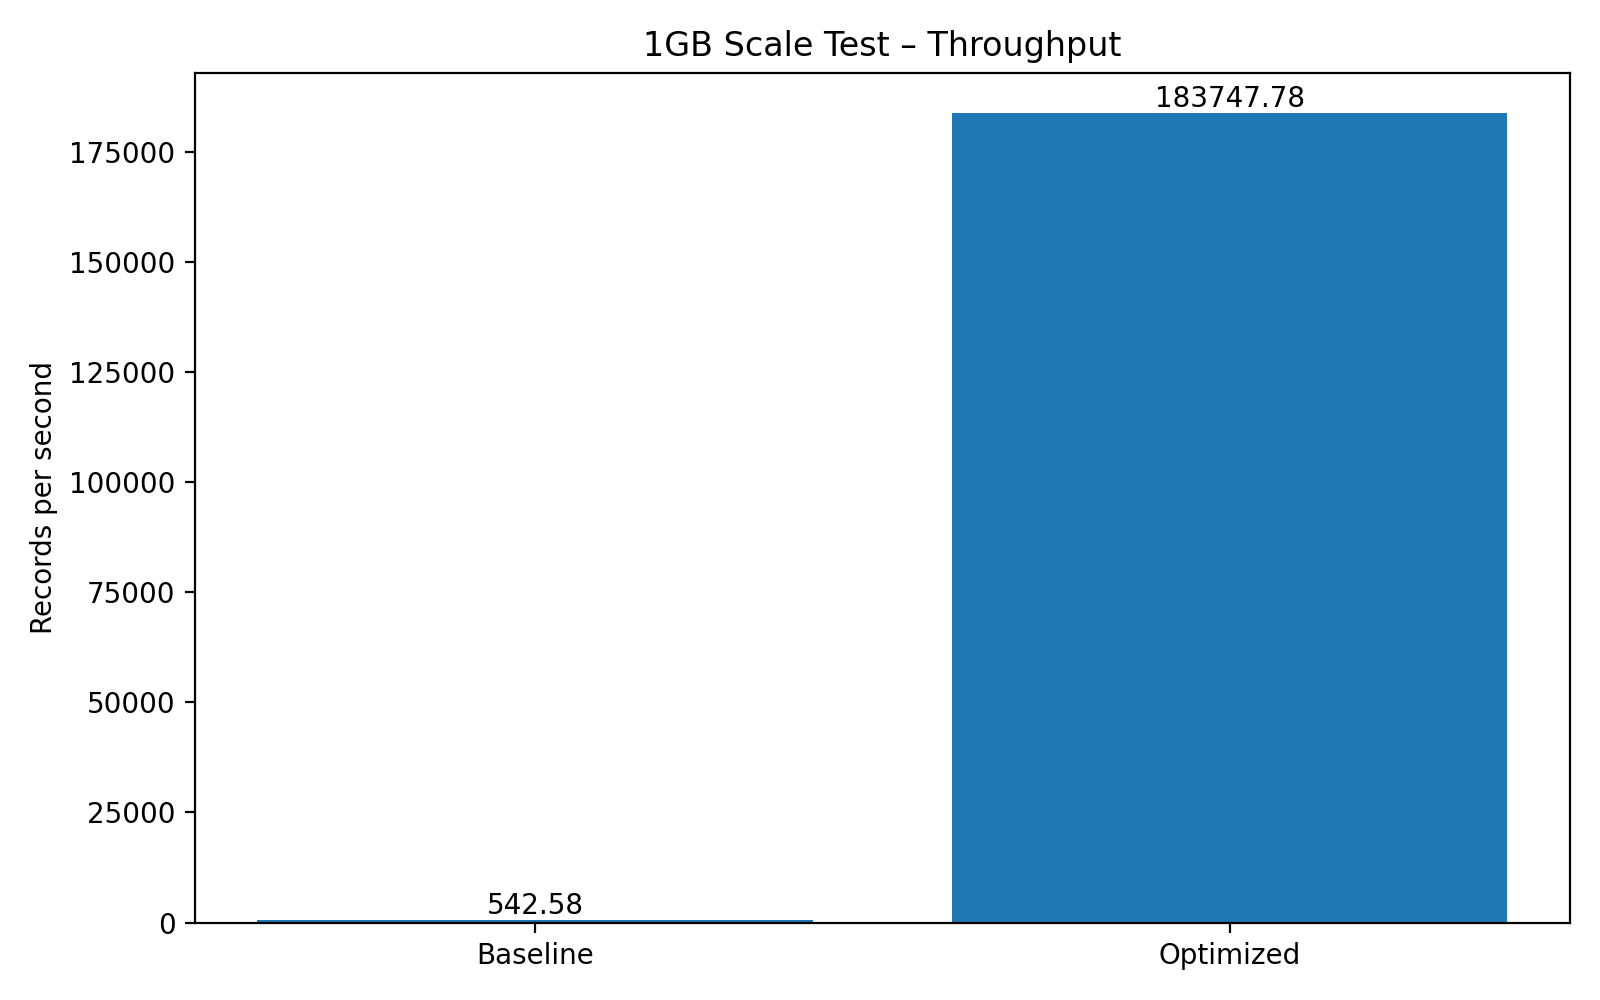 1GB Scale Test – Throughput
183747.78
175000
150000
125000
100000
75000
50000
25000
0
Records per second
542.58
Baseline
Optimized